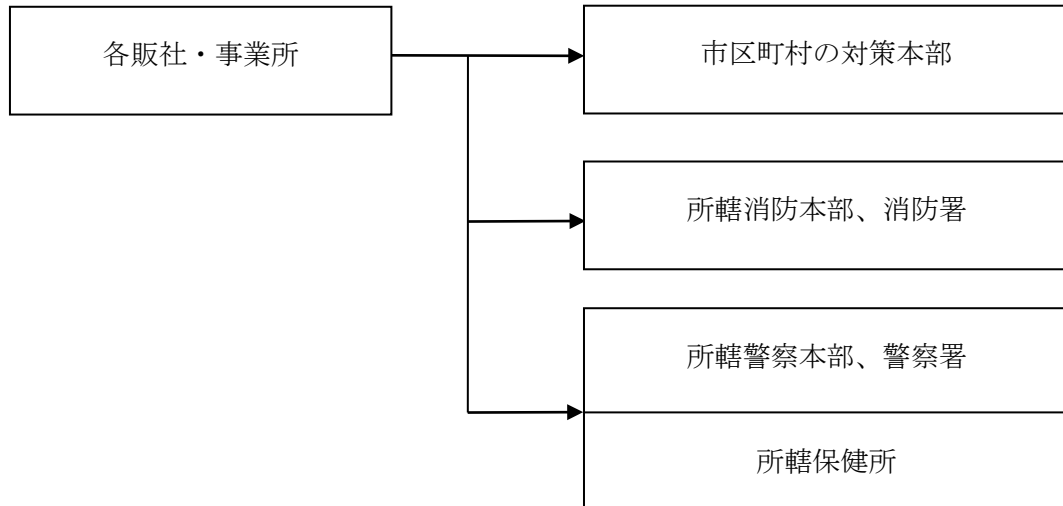 各販社・事業所
市区町村の対策本部
所轄消防本部、消防署
所轄警察本部、警察署
所轄保健所